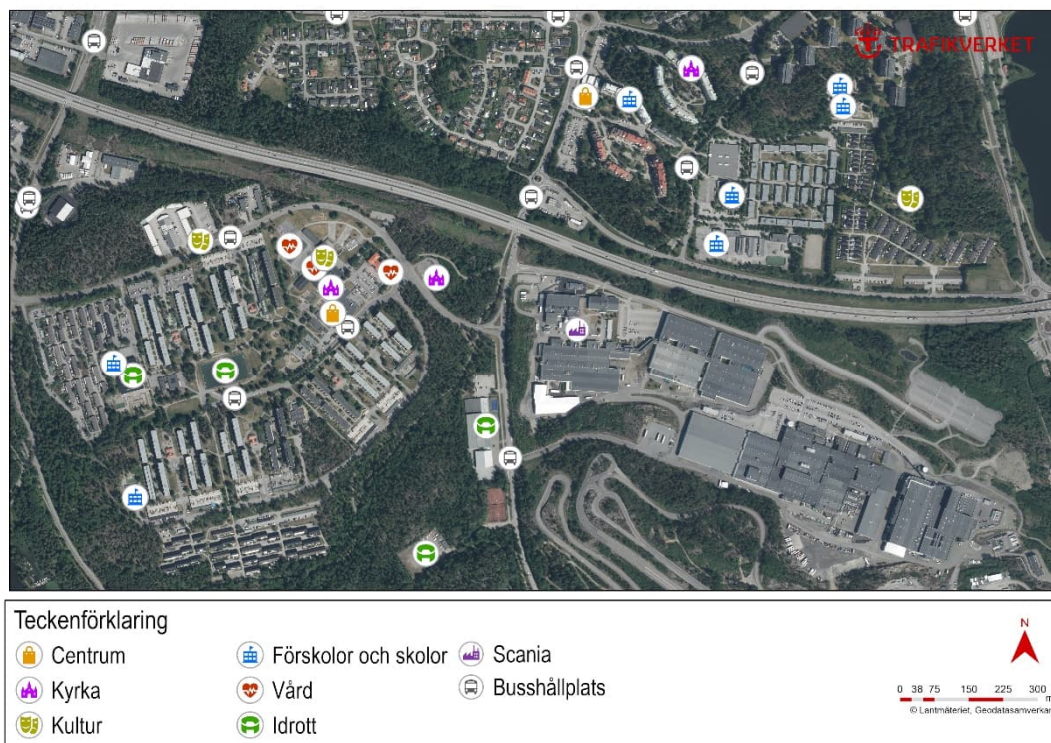 TRAFIKVERKET
Teckenförklaring
Centrum
Kyrka
Kultur
Förskolor och skolor
Vård
Idrott
Scania
Busshållplats
N
0 38 75 150 225 300
m
© Lantmäteriet, Geodatasamverkan